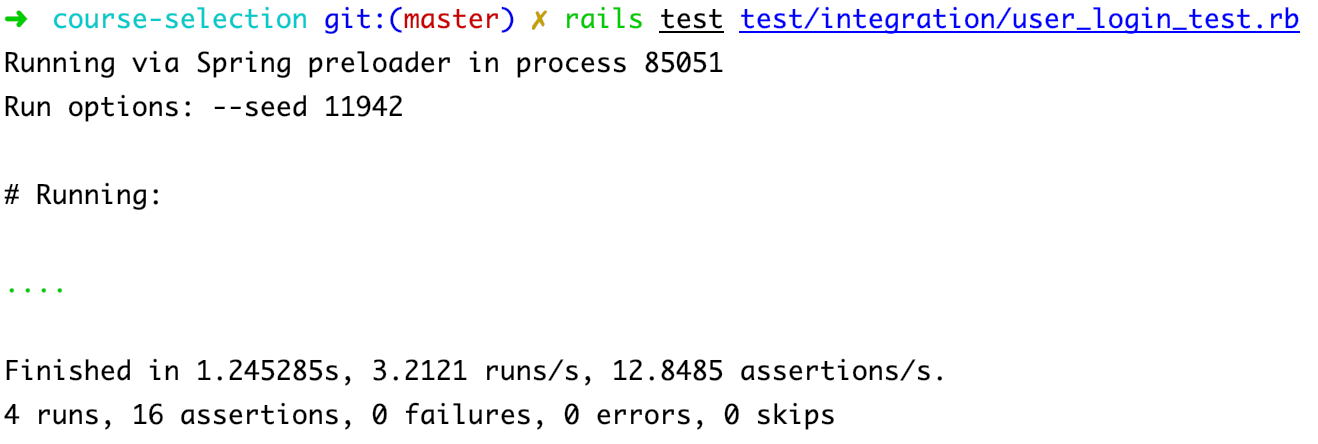 ➜ course-selection git:(master) ✗ rails test test/integration/user_login_test.rb
Running via Spring preloader in process 85051
Run options: --seed 11942
# Running:
....
Finished in 1.245285s, 3.2121 runs/s, 12.8485 assertions/s.
4 runs, 16 assertions, 0 failures, 0 errors, 0 skips